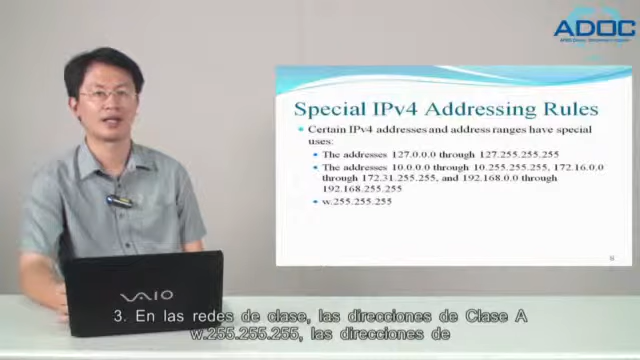 ADOC
Special IPv4 Addressing Rules
Certain IPv4 addresses and address ranges have special
uses:
The addresses 127.0.0.0 through 127.255.255.255
The addresses 10.0.0.0 through 10.255.255.255, 172.16.0.0
through 172.31.255.255, and 192.168.0.0 through
192.168.255.255
w.255.255.255
VAIO
3. En las redes de clase, las direcciones de Clase A
w.255.255.255, las direcciones de